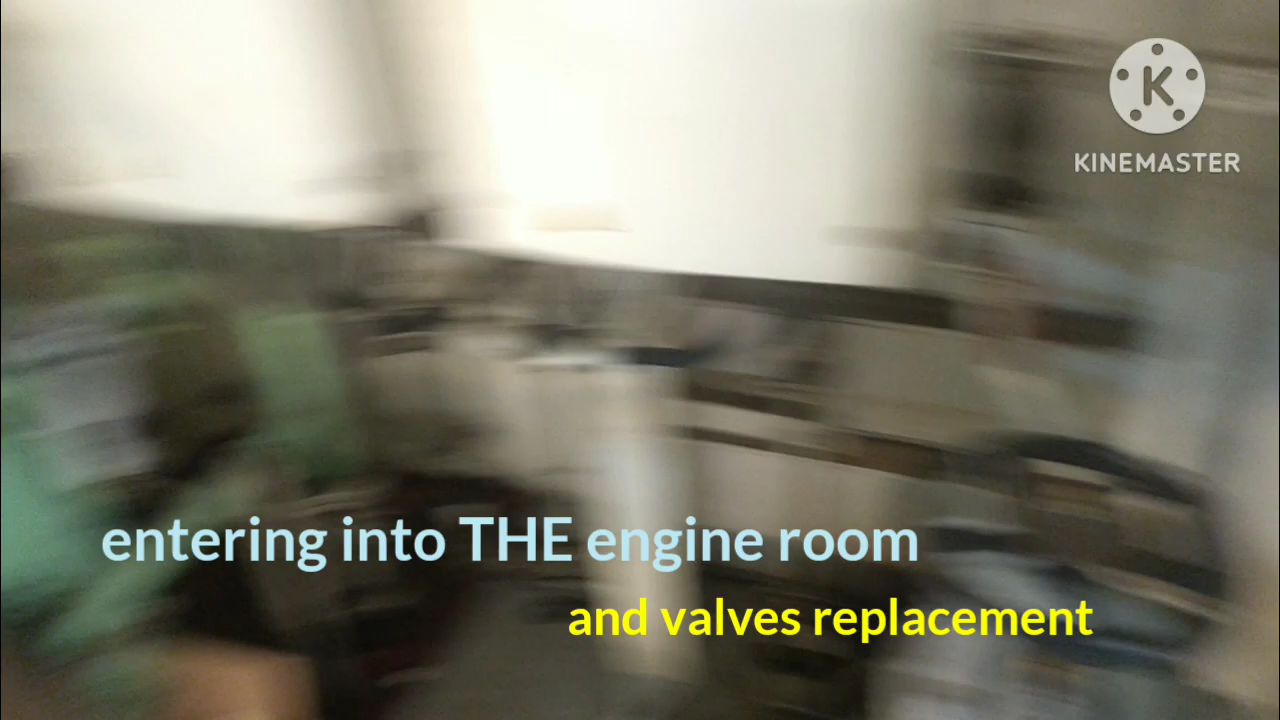 K
KINEMASTER
entering into THE engine room
and valves replacement